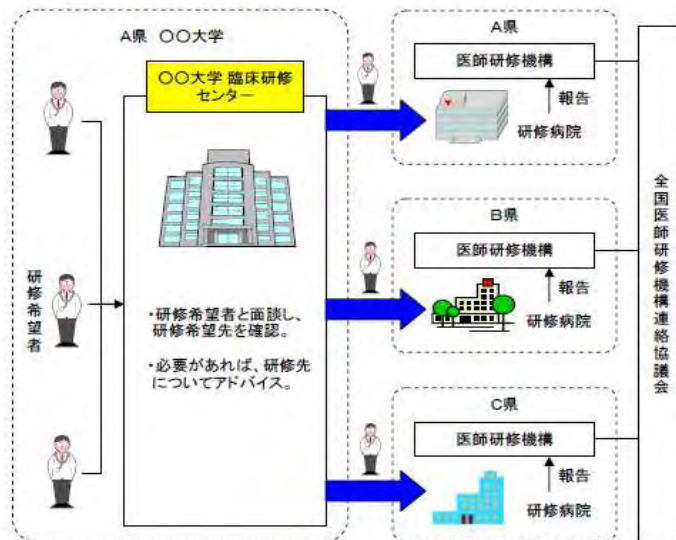 A県 〇〇大学
〇〇大学 臨床研修
センター
研修希望者
・研修希望者と面談し、
研修希望先を確認。
・必要があれば、研修先
についてアドバイス。
A県
医師研修機構
報告
研修病院
B県
医師研修機構
報告
研修病院
C県
医師研修機構
報告
研修病院
全国医師研修機構連絡協議会